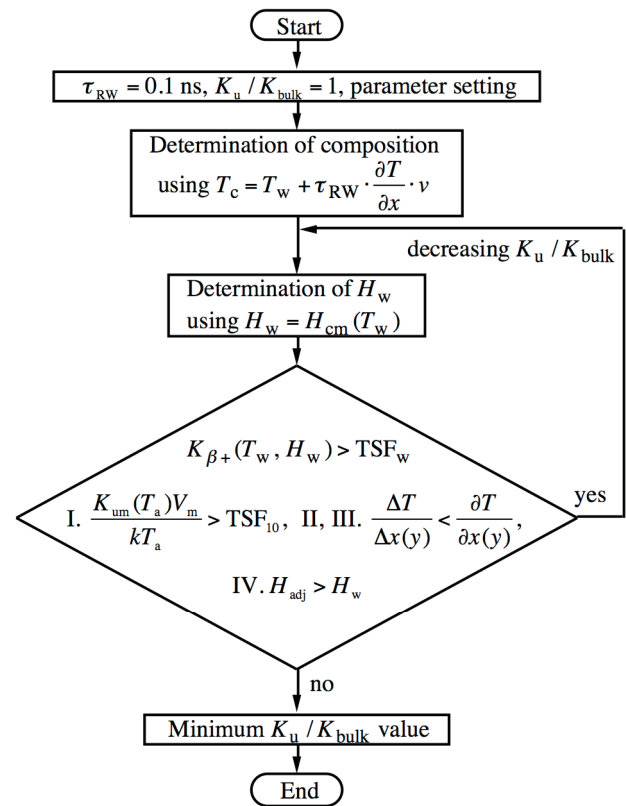 Start
τ_RW = 0.1 ns, K_u / K_bulk = 1, parameter setting
Determination of composition
using T_c = T_w + τ_RW · ∂T/∂x · v
decreasing K_u / K_bulk
Determination of H_w
using H_w = H_cm (T_w)
K_β+ (T_w, H_w) > TSF_w
yes
I. K_um (T_a) V_m / kT_a > TSF_10, II, III. ΔT/Δx(y) < ∂T/∂x(y),
IV. H_adj > H_w
no
Minimum K_u / K_bulk value
End